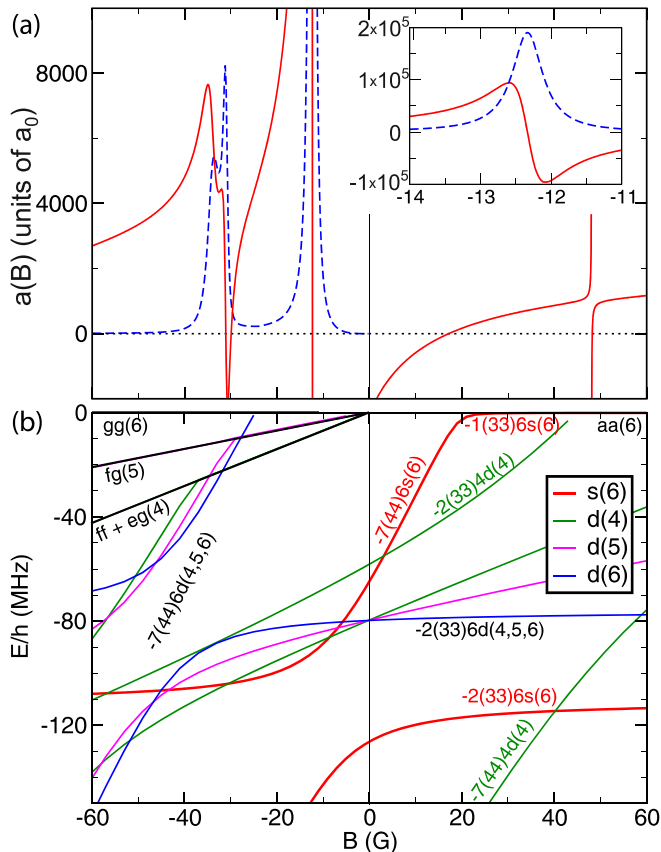 (a)
a(B) (units of a0)
8000
4000
0
2×10^5
1×10^5
0
-1×10^5
-14 -13 -12 -11
(b)
E/h (MHz)
0
-40
-80
-120
gg(6)
fg(5)
ff + eg(4)
-7(44)6d(4,5,6)
-7(44)6s(6)
-1(33)6s(6)
-2(33)4d(4)
aa(6)
s(6)
d(4)
d(5)
d(6)
-2(33)6d(4,5,6)
-2(33)6s(6)
-7(44)4d(4)
-60 -40 -20 0 20 40 60
B (G)